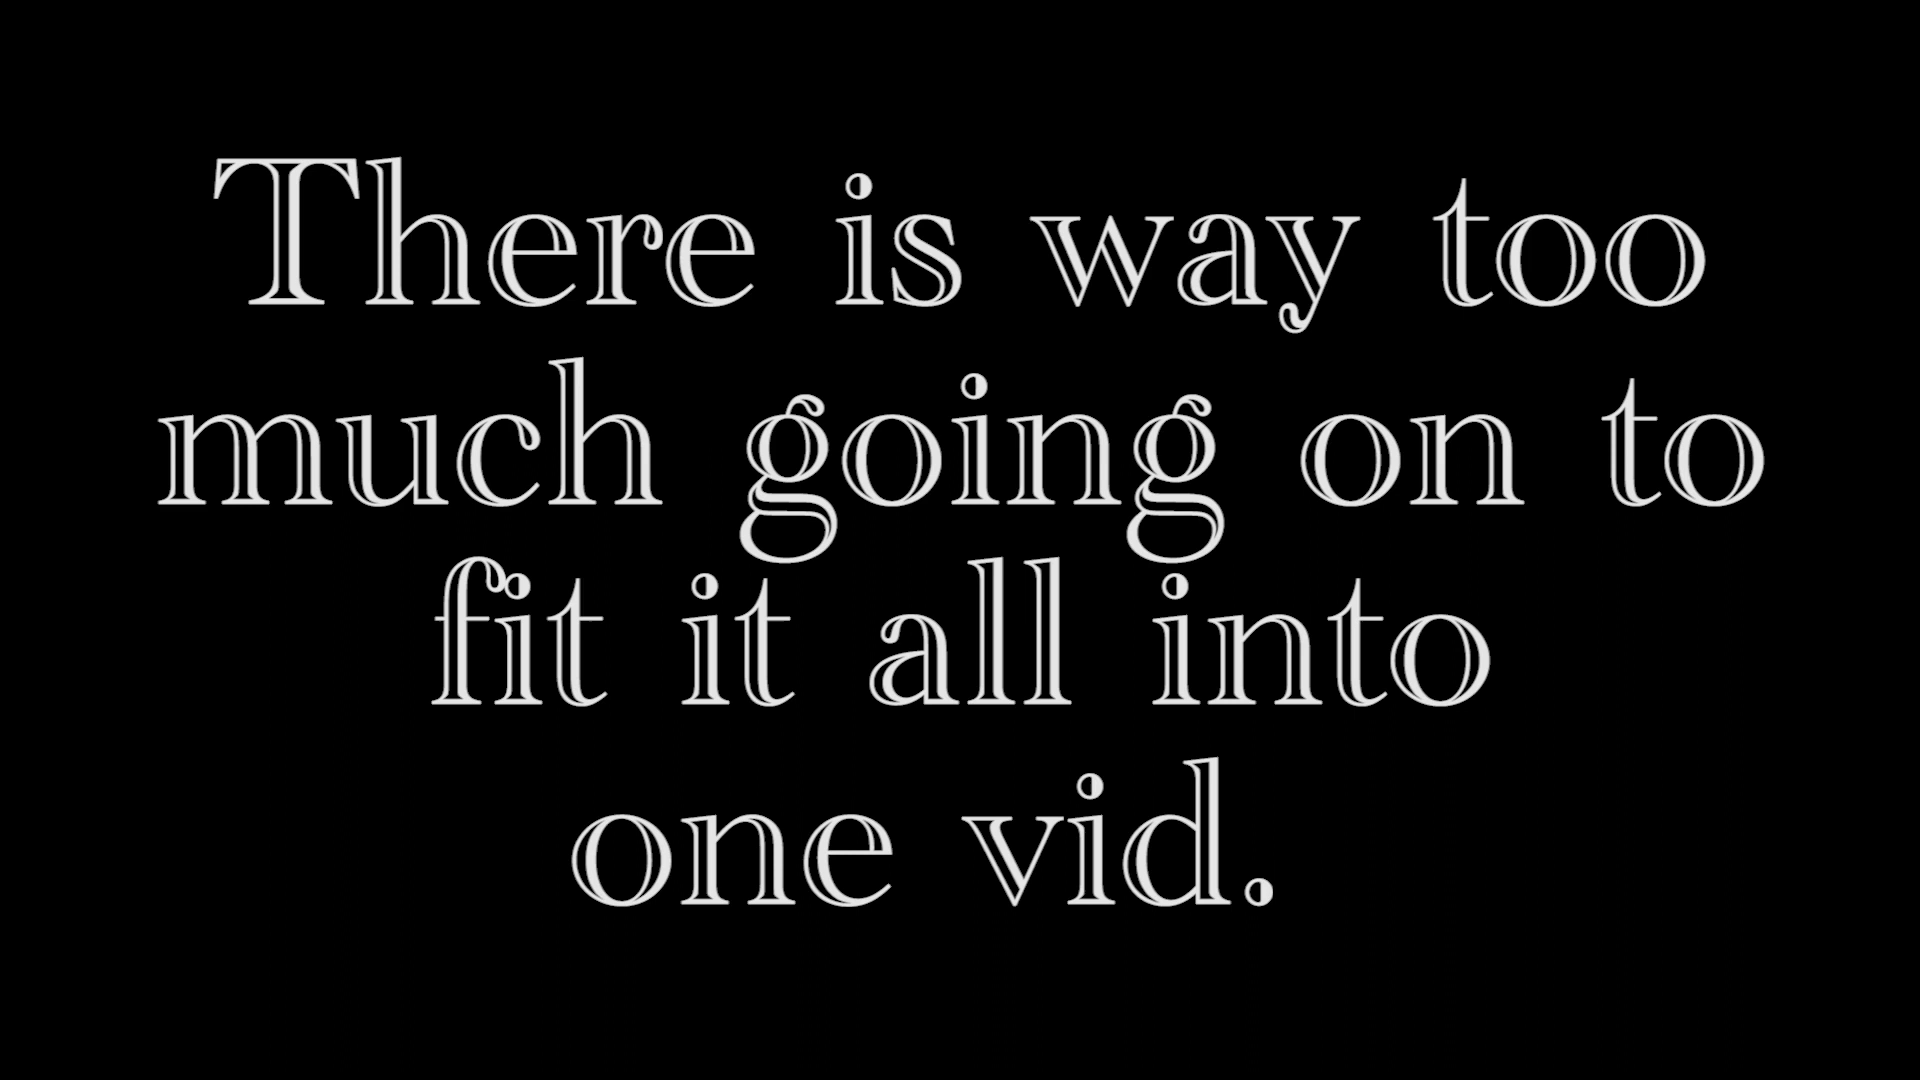 There is way too
much going on to
fit it all into
one vid.